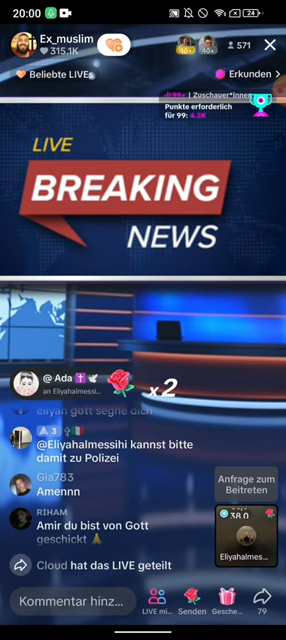 20:00
24
Ex_muslim
315.1K
40+
40+
571
Beliebte LIVEs
Erkunden
99+ | Zuschauer*innen
Punkte erforderlich
für 99: 4.2K
LIVE
BREAKING
NEWS
@ Ada ✝️🕊
an Eliyahalmessi...
x2
eliyah gott segne dich
3
@Eliyahalmessihi kannst bitte
damit zu Polizei
Gia783
Amennn
RIHAM
Amir du bist von Gott
geschickt 🙏
Cloud hat das LIVE geteilt
Anfrage zum
Beitreten
Eliyahalmes...
Kommentar hinz...
LIVE mi...
Senden
Gesche...
79